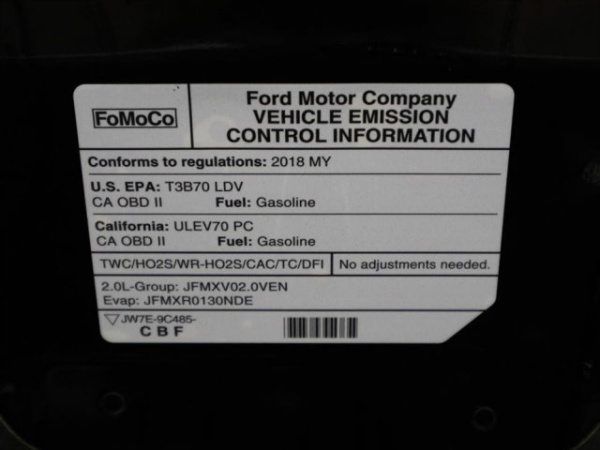 FoMoCo
Ford Motor Company
VEHICLE EMISSION
CONTROL INFORMATION
Conforms to regulations: 2018 MY
U.S. EPA: T3B70 LDV
CA OBD II Fuel: Gasoline
California: ULEV70 PC
CA OBD II Fuel: Gasoline
TWC/HO2S/WR-HO2S/CAC/TC/DFI No adjustments needed.
2.0L-Group: JFMXV02.0VEN
Evap: JFMXR0130NDE
JW7E-9C485-
CBF